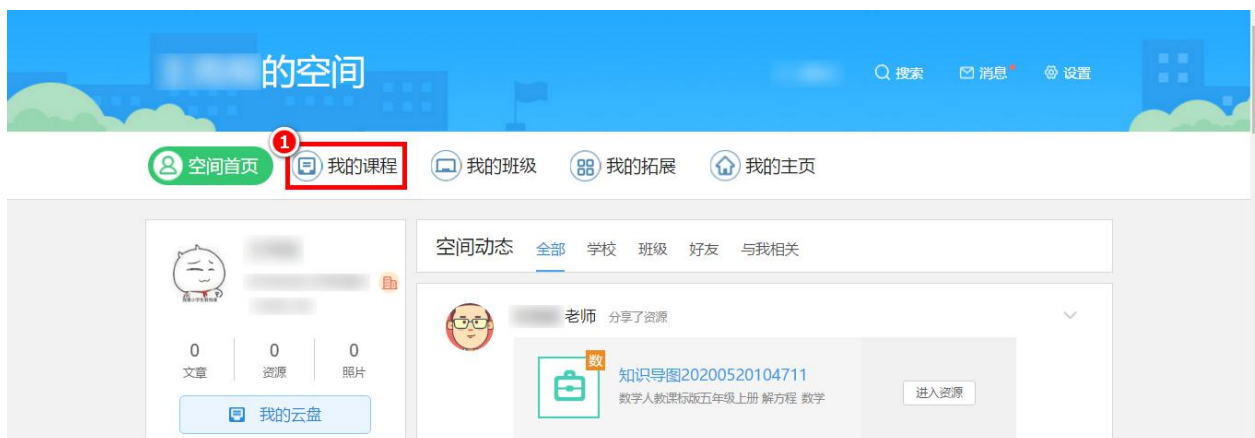 的空间
搜索 消息 设置
1
空间首页 我的课程 我的班级 我的拓展 我的主页
空间动态 全部 学校 班级 好友 与我相关
老师 分享了资源
0 0 0
文章 资源 照片
我的云盘
数
知识导图20200520104711
数学人教课标版五年级上册 解方程 数学
进入资源